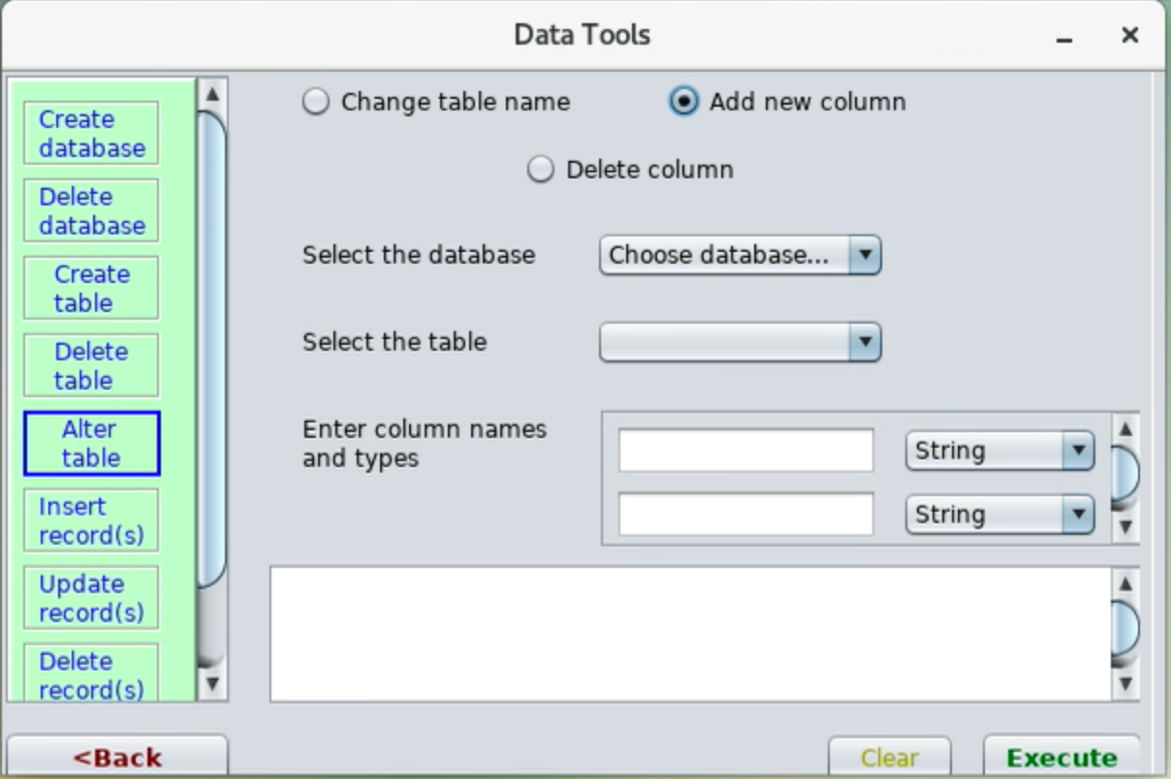 Data Tools
Create
database
Delete
database
Create
table
Delete
table
Alter
table
Insert
record(s)
Update
record(s)
Delete
record(s)
<Back
Change table name
Add new column
Delete column
Select the database
Choose database...
Select the table
Enter column names
and types
String
String
Clear
Execute